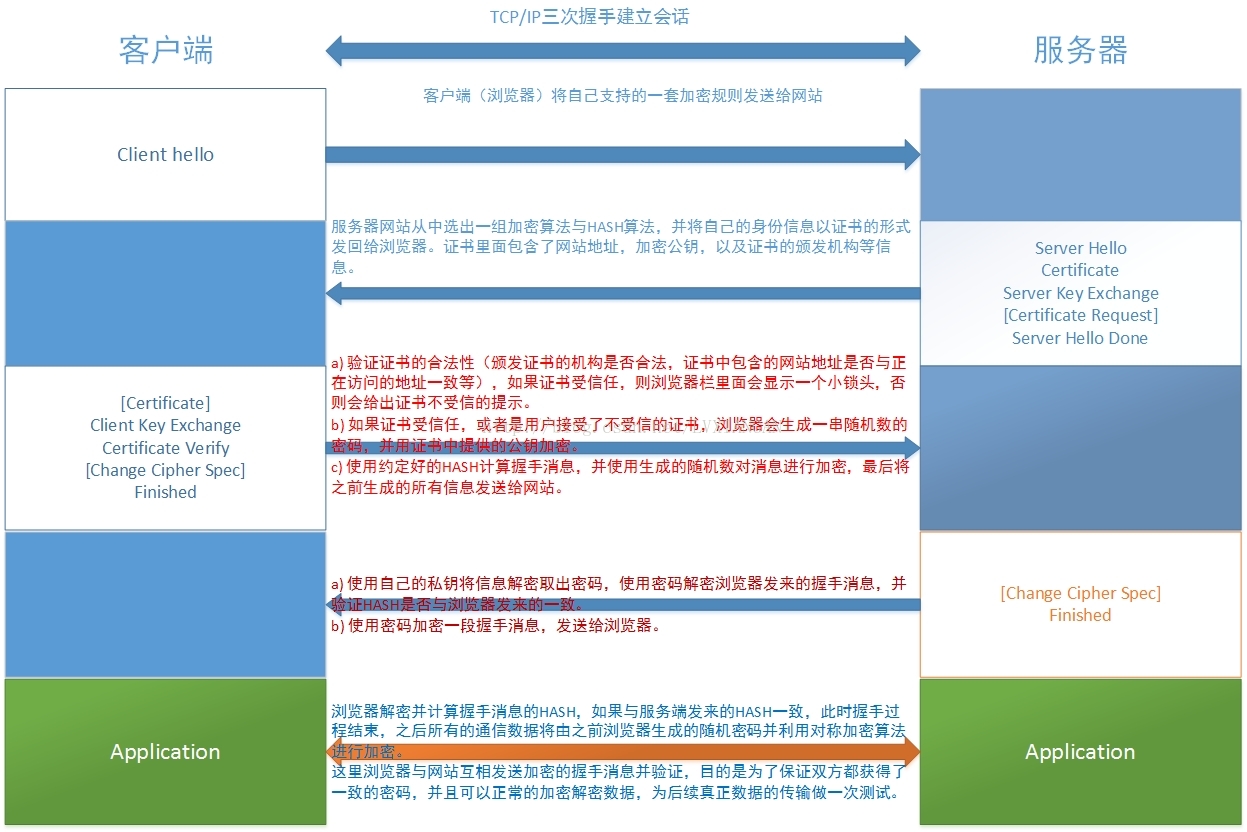 TCP/IP三次握手建立会话
客户端
服务器
客户端（浏览器）将自己支持的一套加密规则发送给网站
Client hello
服务器网站从中选出一组加密算法与HASH算法，并将自己的身份信息以证书的形式
发回给浏览器。证书里面包含了网站地址，加密公钥，以及证书的颁发机构等信
息。
Server Hello
Certificate
Server Key Exchange
[Certificate Request]
Server Hello Done
a) 验证证书的合法性（颁发证书的机构是否合法，证书中包含的网站地址是否与正
在访问的地址一致等），如果证书受信任，则浏览器栏里面会显示一个小锁头，否
则会给出证书不受信的提示。
b) 如果证书受信任，或者是用户接受了不受信的证书，浏览器会生成一串随机数的
密码，并用证书中提供的公钥加密。
c) 使用约定好的HASH计算握手消息，并使用生成的随机数对消息进行加密，最后将
之前生成的所有信息发送给网站。
[Certificate]
Client Key Exchange
Certificate Verify
[Change Cipher Spec]
Finished
a) 使用自己的私钥将信息解密取出密码，使用密码解密浏览器发来的握手消息，并
验证HASH是否与浏览器发来的一致。
b) 使用密码加密一段握手消息，发送给浏览器。
[Change Cipher Spec]
Finished
Application
浏览器解密并计算握手消息的HASH，如果与服务端发来的HASH一致，此时握手过
程结束，之后所有的通信数据将由之前浏览器生成的随机密码并利用对称加密算法
进行加密。
这里浏览器与网站互相发送加密的握手消息并验证，目的是为了保证双方都获得了
一致的密码，并且可以正常的加密解密数据，为后续真正数据的传输做一次测试。
Application